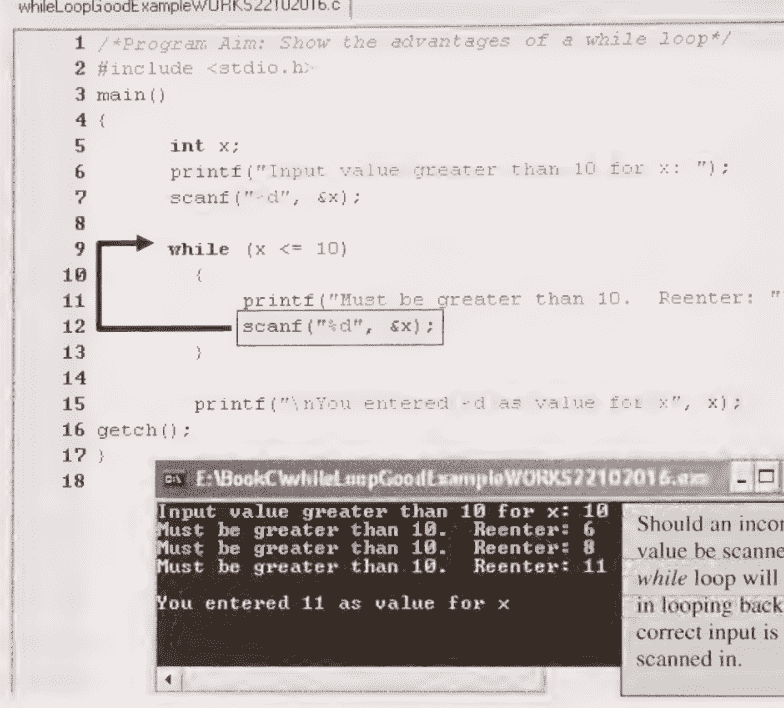 whileLoopGoodExampleWORKS22102016.c
1 /*Program Aim: Show the advantages of a while loop*/
2 #include <stdio.h>
3 main()
4 {
5 int x;
6 printf("Input value greater than 10 for x: ");
7 scanf("%d", &x);
8
9 while (x <= 10)
10 {
11 printf("Must be greater than 10. Reenter: "
12 scanf("%d", &x);
13 }
14
15 printf("\nYou entered %d as value for x", x);
16 getch();
17 }
18
E:\BookC\whileLoopGoodExampleWORKS22102016.exe
Input value greater than 10 for x: 10
Must be greater than 10. Reenter: 6
Must be greater than 10. Reenter: 8
Must be greater than 10. Reenter: 11
You entered 11 as value for x
Should an
value be
while loop will
in looping back
correct input is
scanned in.